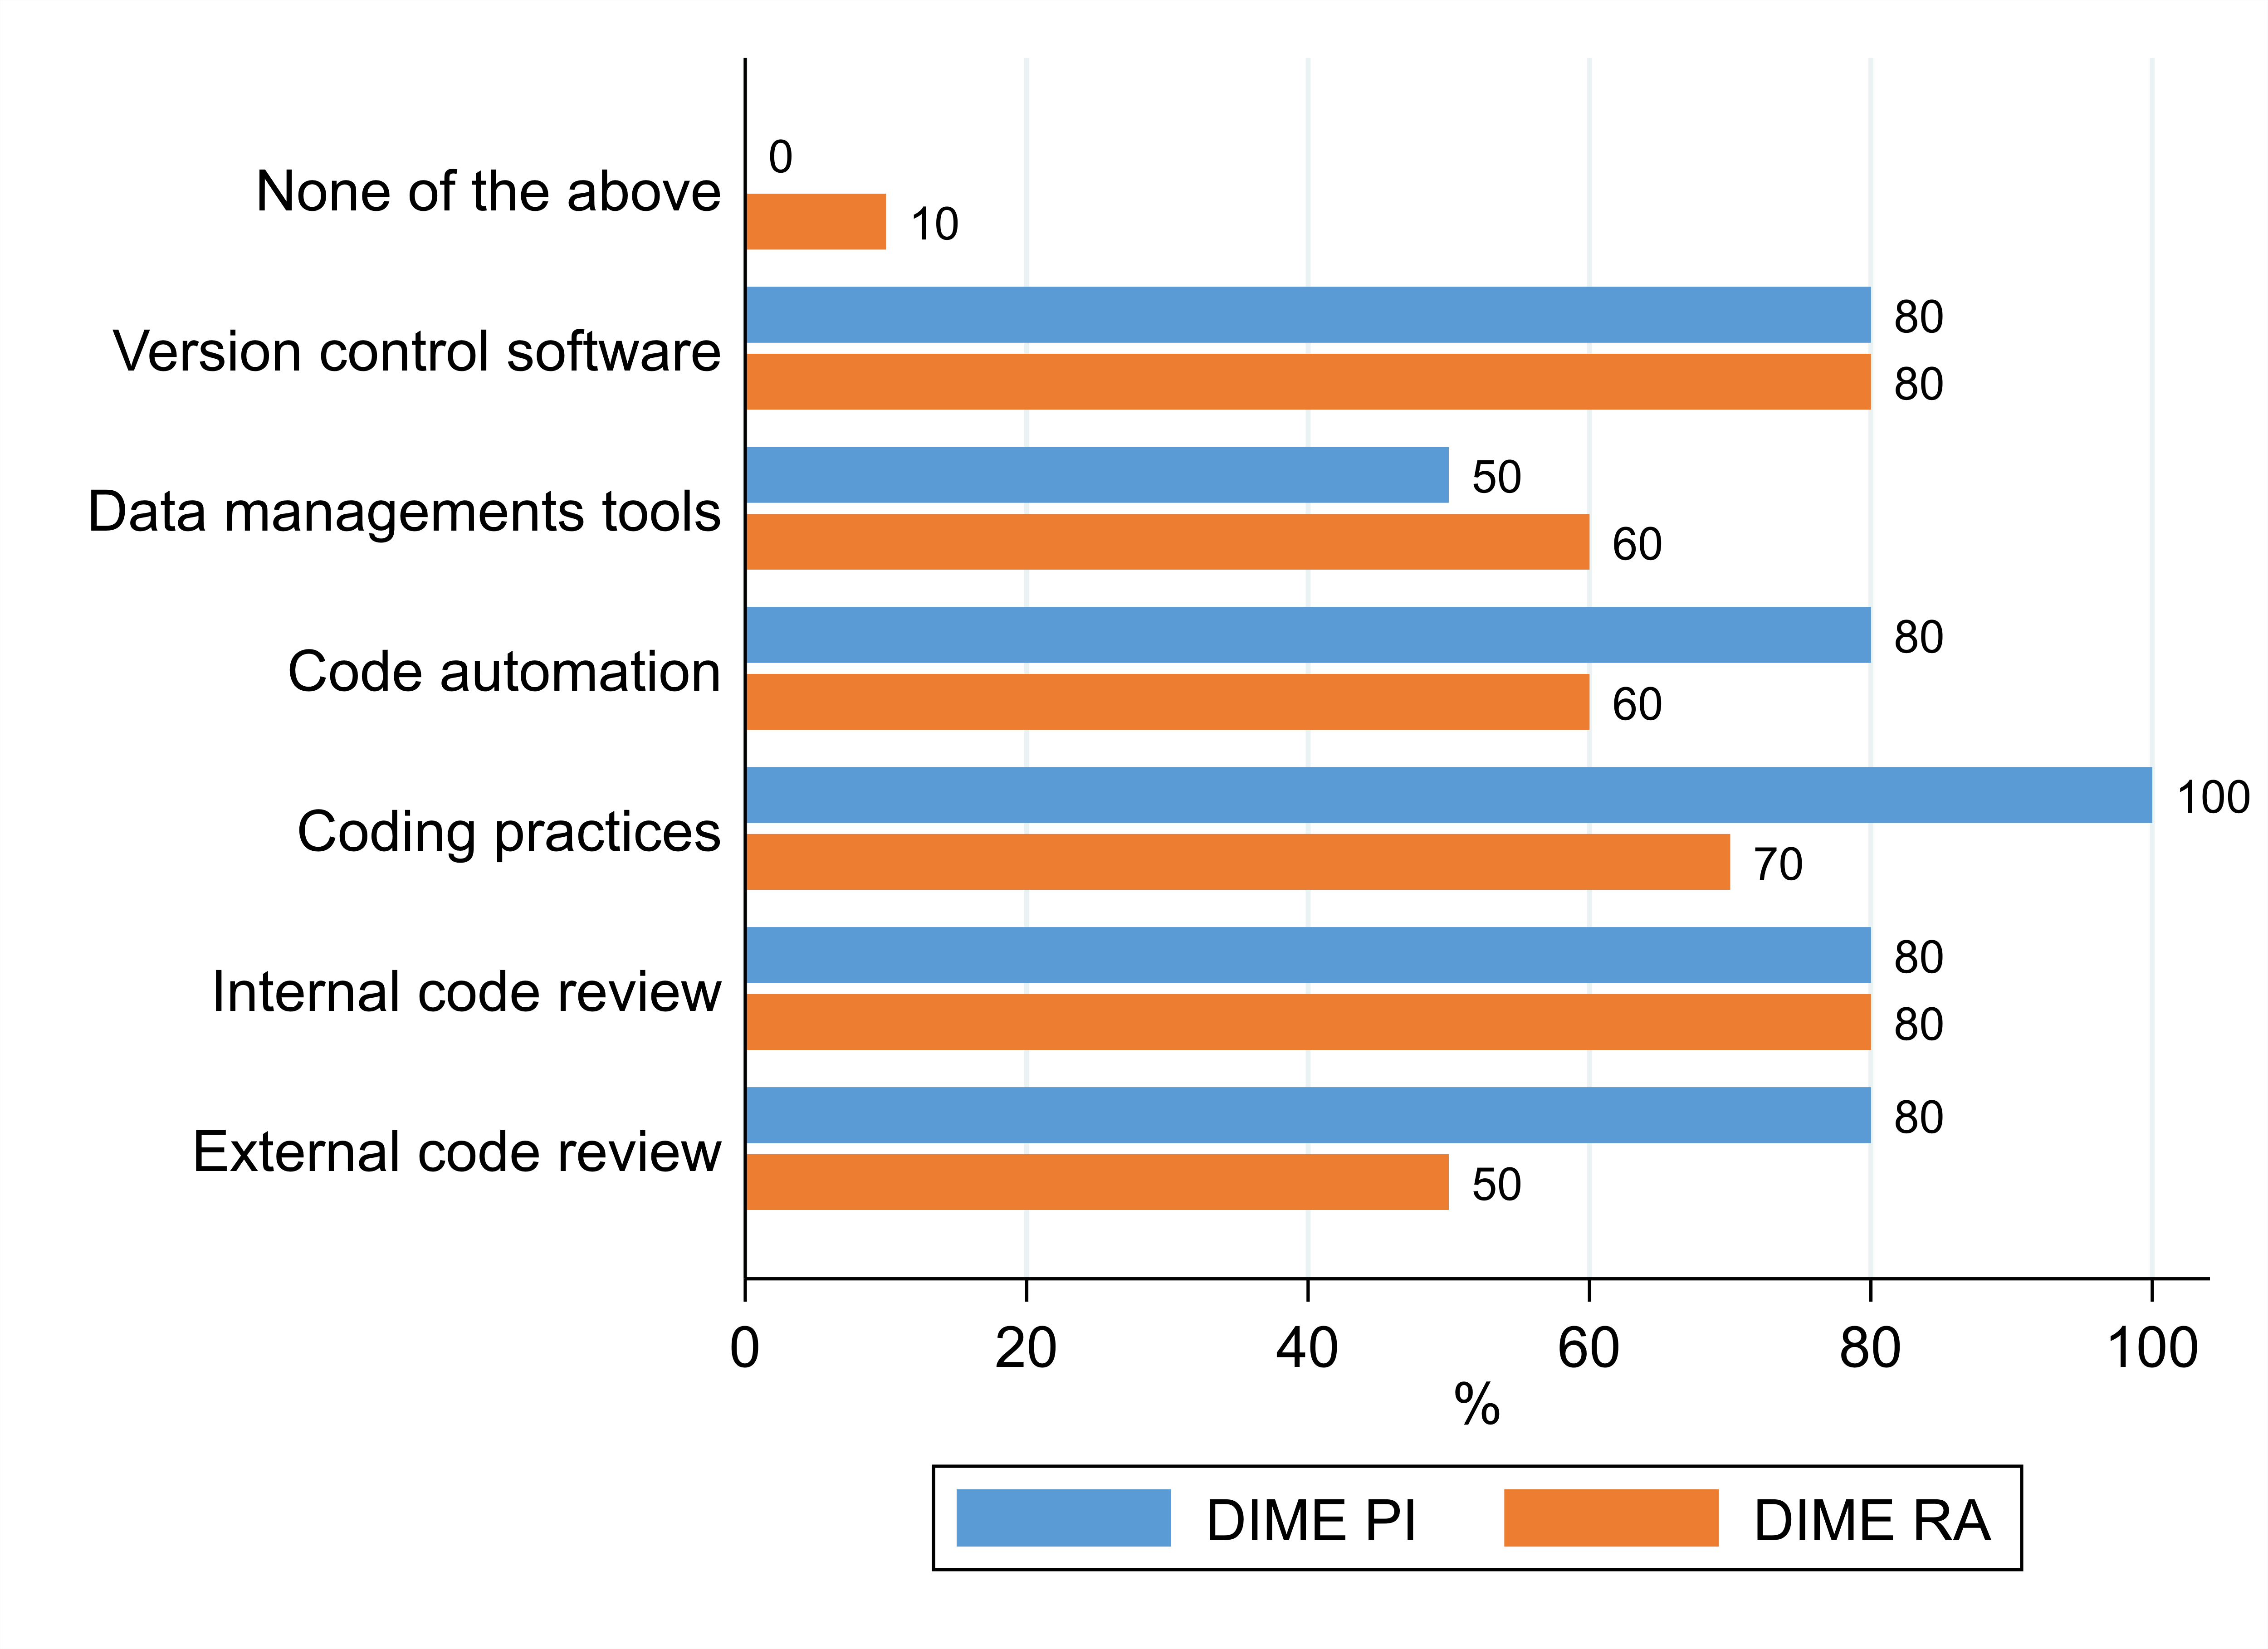 None of the above
0
10
Version control software
80
80
Data managements tools
50
60
Code automation
80
60
Coding practices
100
70
Internal code review
80
80
External code review
80
50
0 20 40 60 80 100
%
DIME PI DIME RA